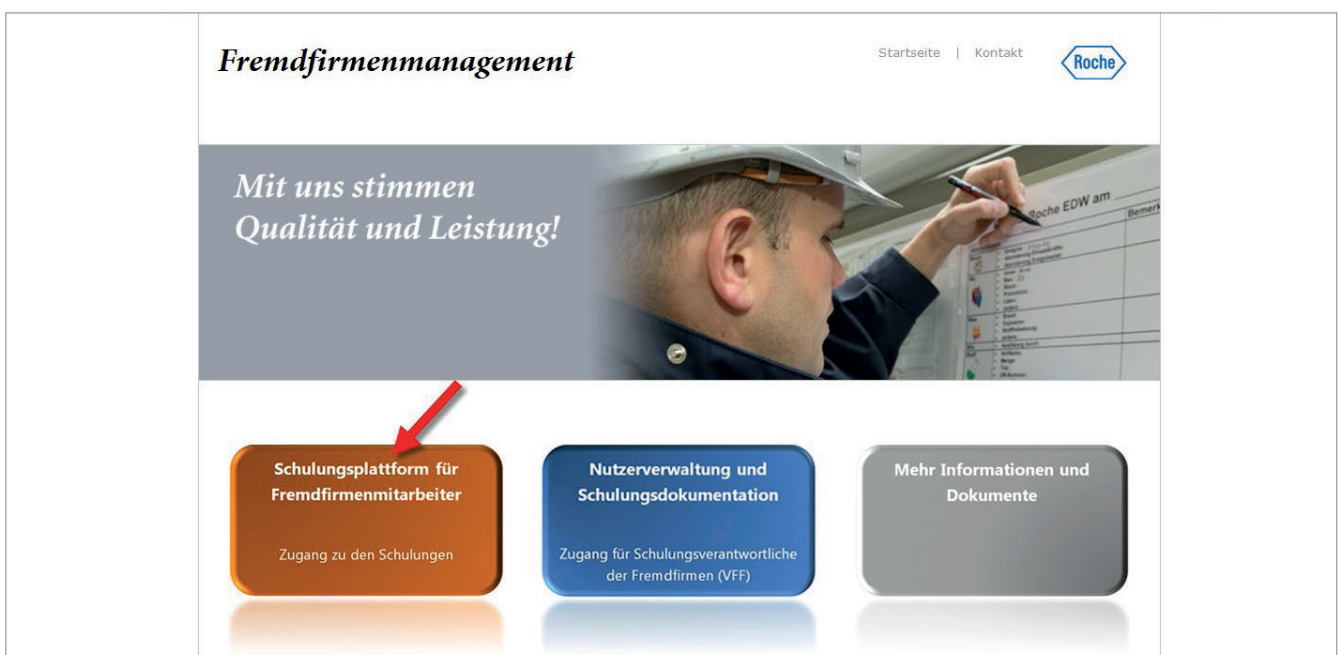 Fremdfirmenmanagement
Startseite | Kontakt
Roche
Mit uns stimmen
Qualität und Leistung!
Roche EDW am
Bemerk
Schulungsplattform für
Fremdfirmenmitarbeiter
Zugang zu den Schulungen
Nutzerverwaltung und
Schulungsdokumentation
Zugang für Schulungsverantwortliche
der Fremdfirmen (VFF)
Mehr Informationen und
Dokumente